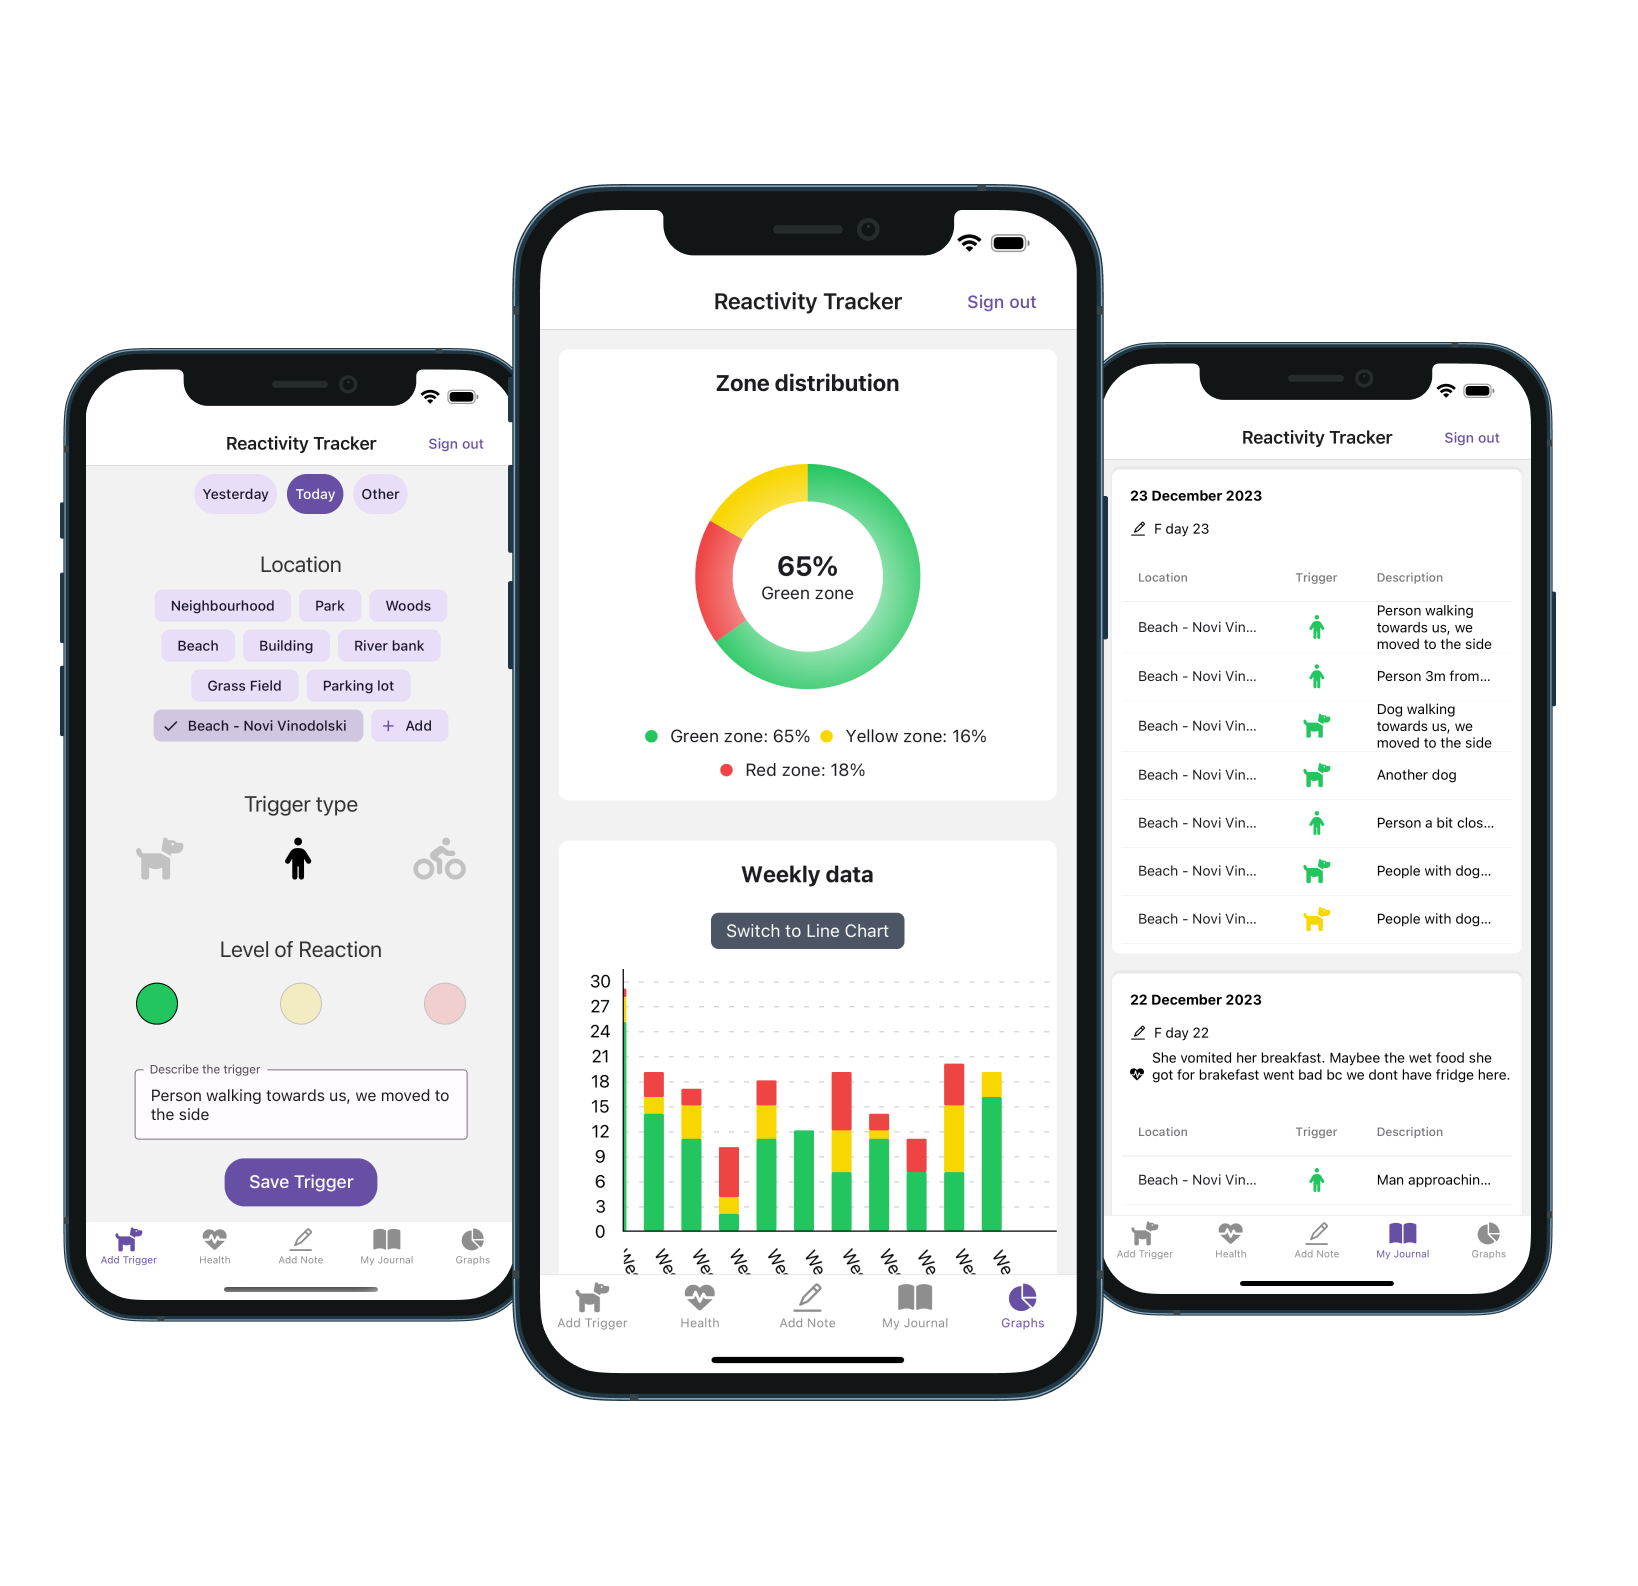 Reactivity Tracker
Sign out
Yesterday
Today
Other
Location
Neighbourhood
Park
Woods
Beach
Building
River bank
Grass Field
Parking lot
Beach - Novi Vinodolski
+ Add
Trigger type
Level of Reaction
Describe the trigger
Person walking towards us, we moved to
the side
Save Trigger
Add Trigger
Health
Add Note
My Journal
Graphs
Reactivity Tracker
Sign out
Zone distribution
65%
Green zone
Green zone: 65%
Yellow zone: 16%
Red zone: 18%
Weekly data
Switch to Line Chart
30
27
24
21
18
15
12
9
6
3
0
We
We
We
We
We
We
We
We
We
We
We
Add Trigger
Health
Add Note
My Journal
Graphs
Reactivity Tracker
Sign out
23 December 2023
F day 23
Location
Trigger
Description
Beach - Novi Vin...
Person walking
towards us, we
moved to the side
Beach - Novi Vin...
Person 3m from...
Beach - Novi Vin...
Dog walking
towards us, we
moved to the side
Beach - Novi Vin...
Another dog
Beach - Novi Vin...
Person a bit clos...
Beach - Novi Vin...
People with dog...
Beach - Novi Vin...
People with dog...
22 December 2023
F day 22
She vomited her breakfast. Maybee the wet food she
got for brakefast went bad bc we dont have fridge here.
Location
Trigger
Description
Beach - Novi Vin...
Man approachin...
Add Trigger
Health
Add Note
My Journal
Graphs